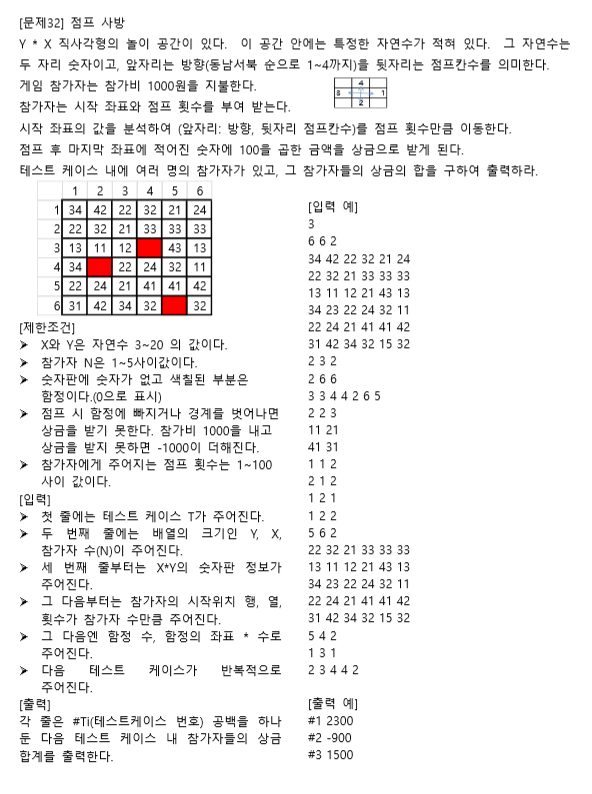 [문제32] 점프 사방
Y * X 직사각형의 놀이 공간이 있다. 이 공간 안에는 특정한 자연수가 적혀 있다. 그 자연수는
두 자리 숫자이고, 앞자리는 방향(동남서북 순으로 1~4까지)을 뒷자리는 점프칸수를 의미한다.
게임 참가자는 참가비 1000원을 지불한다.
참가자는 시작 좌표와 점프 횟수를 부여 받는다.
4
3 1
2
시작 좌표의 값을 분석하여 (앞자리: 방향, 뒷자리 점프칸수)를 점프 횟수만큼 이동한다.
점프 후 마지막 좌표에 적어진 숫자에 100을 곱한 금액을 상금으로 받게 된다.
테스트 케이스 내에 여러 명의 참가자가 있고, 그 참가자들의 상금의 합을 구하여 출력하라.
1 2 3 4 5 6
1 34 42 22 32 21 24
2 22 32 21 33 33 33
3 13 11 12 43 13
4 34 22 24 32 11
5 22 24 21 41 41 42
6 31 42 34 32 32
[제한조건]
➢ X와 Y은 자연수 3~20 의 값이다.
➢ 참가자 N은 1~5사이값이다.
➢ 숫자판에 숫자가 없고 색칠된 부분은
함정이다.(0으로 표시)
➢ 점프 시 함정에 빠지거나 경계를 벗어나면
상금을 받기 못한다. 참가비 1000을 내고
상금을 받지 못하면 -1000이 더해진다.
➢ 참가자에게 주어지는 점프 횟수는 1~100
사이 값이다.
[입력]
➢ 첫 줄에는 테스트 케이스 T가 주어진다.
➢ 두 번째 줄에는 배열의 크기인 Y, X,
참가자 수(N)이 주어진다.
➢ 세 번째 줄부터는 X*Y의 숫자판 정보가
주어진다.
➢ 그 다음부터는 참가자의 시작위치 행, 열,
횟수가 참가자 수만큼 주어진다.
➢ 그 다음엔 함정 수, 함정의 좌표 * 수로
주어진다.
➢ 다음 테스트 케이스가 반복적으로
주어진다.
[출력]
각 줄은 #Ti(테스트케이스 번호) 공백을 하나
둔 다음 테스트 케이스 내 참가자들의 상금
합계를 출력한다.
[입력 예]
3
6 6 2
34 42 22 32 21 24
22 32 21 33 33 33
13 11 12 21 43 13
34 23 22 24 32 11
22 24 21 41 41 42
31 42 34 32 15 32
2 3 2
2 6 6
3 3 4 4 2 6 5
2 2 3
11 21
41 31
1 1 2
2 1 2
1 2 1
1 2 2
5 6 2
22 32 21 33 33 33
13 11 12 21 43 13
34 23 22 24 32 11
22 24 21 41 41 42
31 42 34 32 15 32
5 4 2
1 3 1
2 3 4 4 2
[출력 예]
#1 2300
#2 -900
#3 1500